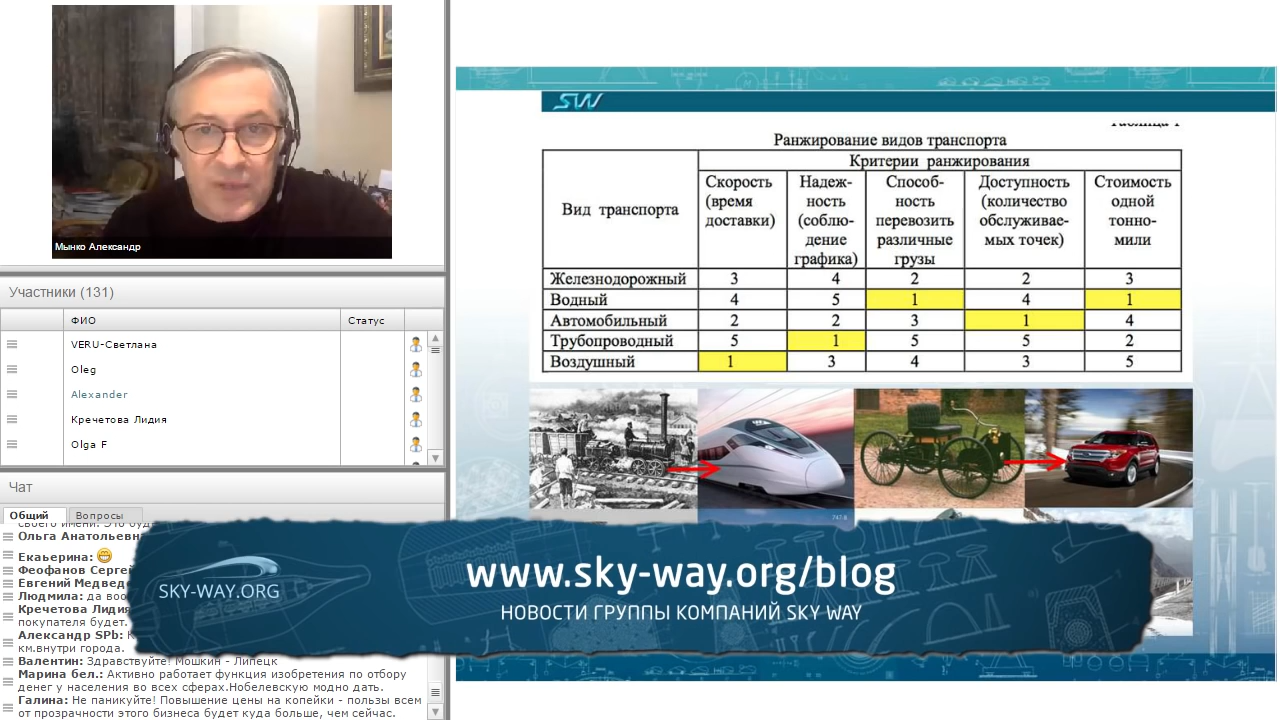 Мынко Александр
Участники (131)
ФИО Статус
VERU-Светлана
Oleg
Alexander
Кречетова Лидия
Olga F
Чат
Общий Вопросы
Ольга Анатольевна
Екаьерина:
Феофанов Сергей
Евгений Медведе
Людмила: да воо
Кречетова Лидия
покупателя будет.
Александр SPb:
км.внутри города.
Валентин: Здравствуйте! Мошкин - Липецк
Марина бел.: Активно работает функция изобретения по отбору
денег у населения во всех сферах.Нобелевскую модно дать.
Галина: Не паникуйте! Повышение цены на копейки - пользы всем
от прозрачности этого бизнеса будет куда больше, чем сейчас.
SW
Ранжирование видов транспорта
Вид транспорта
Критерии ранжирования
Скорость
(время
доставки)
Надеж-
ность
(соблю-
дение
графика)
Способ-
ность
перевозить
различные
грузы
Доступность
(количество
обслуживае-
мых точек)
Стоимость
одной
тонно-
мили
Железнодорожный 3 4 2 2 3
Водный 4 5 1 4 1
Автомобильный 2 2 3 1 4
Трубопроводный 5 1 5 5 2
Воздушный 1 3 4 3 5
SKY-WAY.ORG
www.sky-way.org/blog
НОВОСТИ ГРУППЫ КОМПАНИЙ SKY WAY